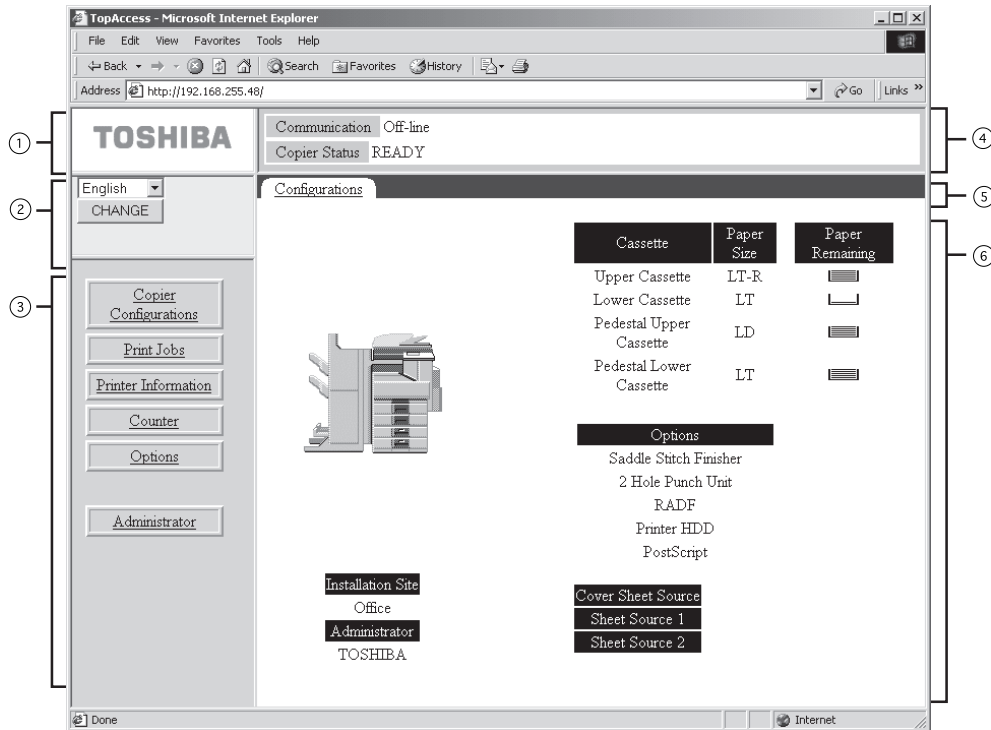 TopAccess - Microsoft Internet Explorer
File Edit View Favorites Tools Help
Back Search Favorites History
Address http://192.168.255.48/ Go Links »
1
TOSHIBA
Communication Off-line
Copier Status READY
4
2
English
CHANGE
Configurations
5
3
Copier
Configurations
Print Jobs
Printer Information
Counter
Options
Administrator
6
Cassette Paper Size Paper Remaining
Upper Cassette LT-R
Lower Cassette LT
Pedestal Upper Cassette LD
Pedestal Lower Cassette LT
Options
Saddle Stitch Finisher
2 Hole Punch Unit
RADF
Printer HDD
PostScript
Installation Site
Office
Administrator
TOSHIBA
Cover Sheet Source
Sheet Source 1
Sheet Source 2
Done Internet